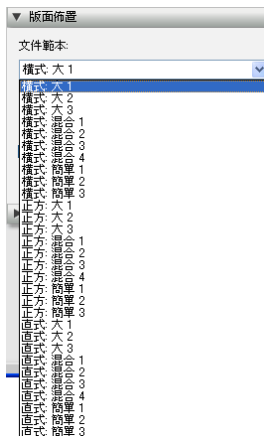 版面佈置
文件範本:
橫式: 大 1
橫式: 大 1
橫式: 大 2
橫式: 大 3
橫式: 混合 1
橫式: 混合 2
橫式: 混合 3
橫式: 混合 4
橫式: 簡單 1
橫式: 簡單 2
橫式: 簡單 3
正方: 大 1
正方: 大 2
正方: 大 3
正方: 混合 1
正方: 混合 2
正方: 混合 3
正方: 混合 4
正方: 簡單 1
正方: 簡單 2
正方: 簡單 3
直式: 大 1
直式: 大 2
直式: 大 3
直式: 混合 1
直式: 混合 2
直式: 混合 3
直式: 混合 4
直式: 簡單 1
直式: 簡單 2
直式: 簡單 3